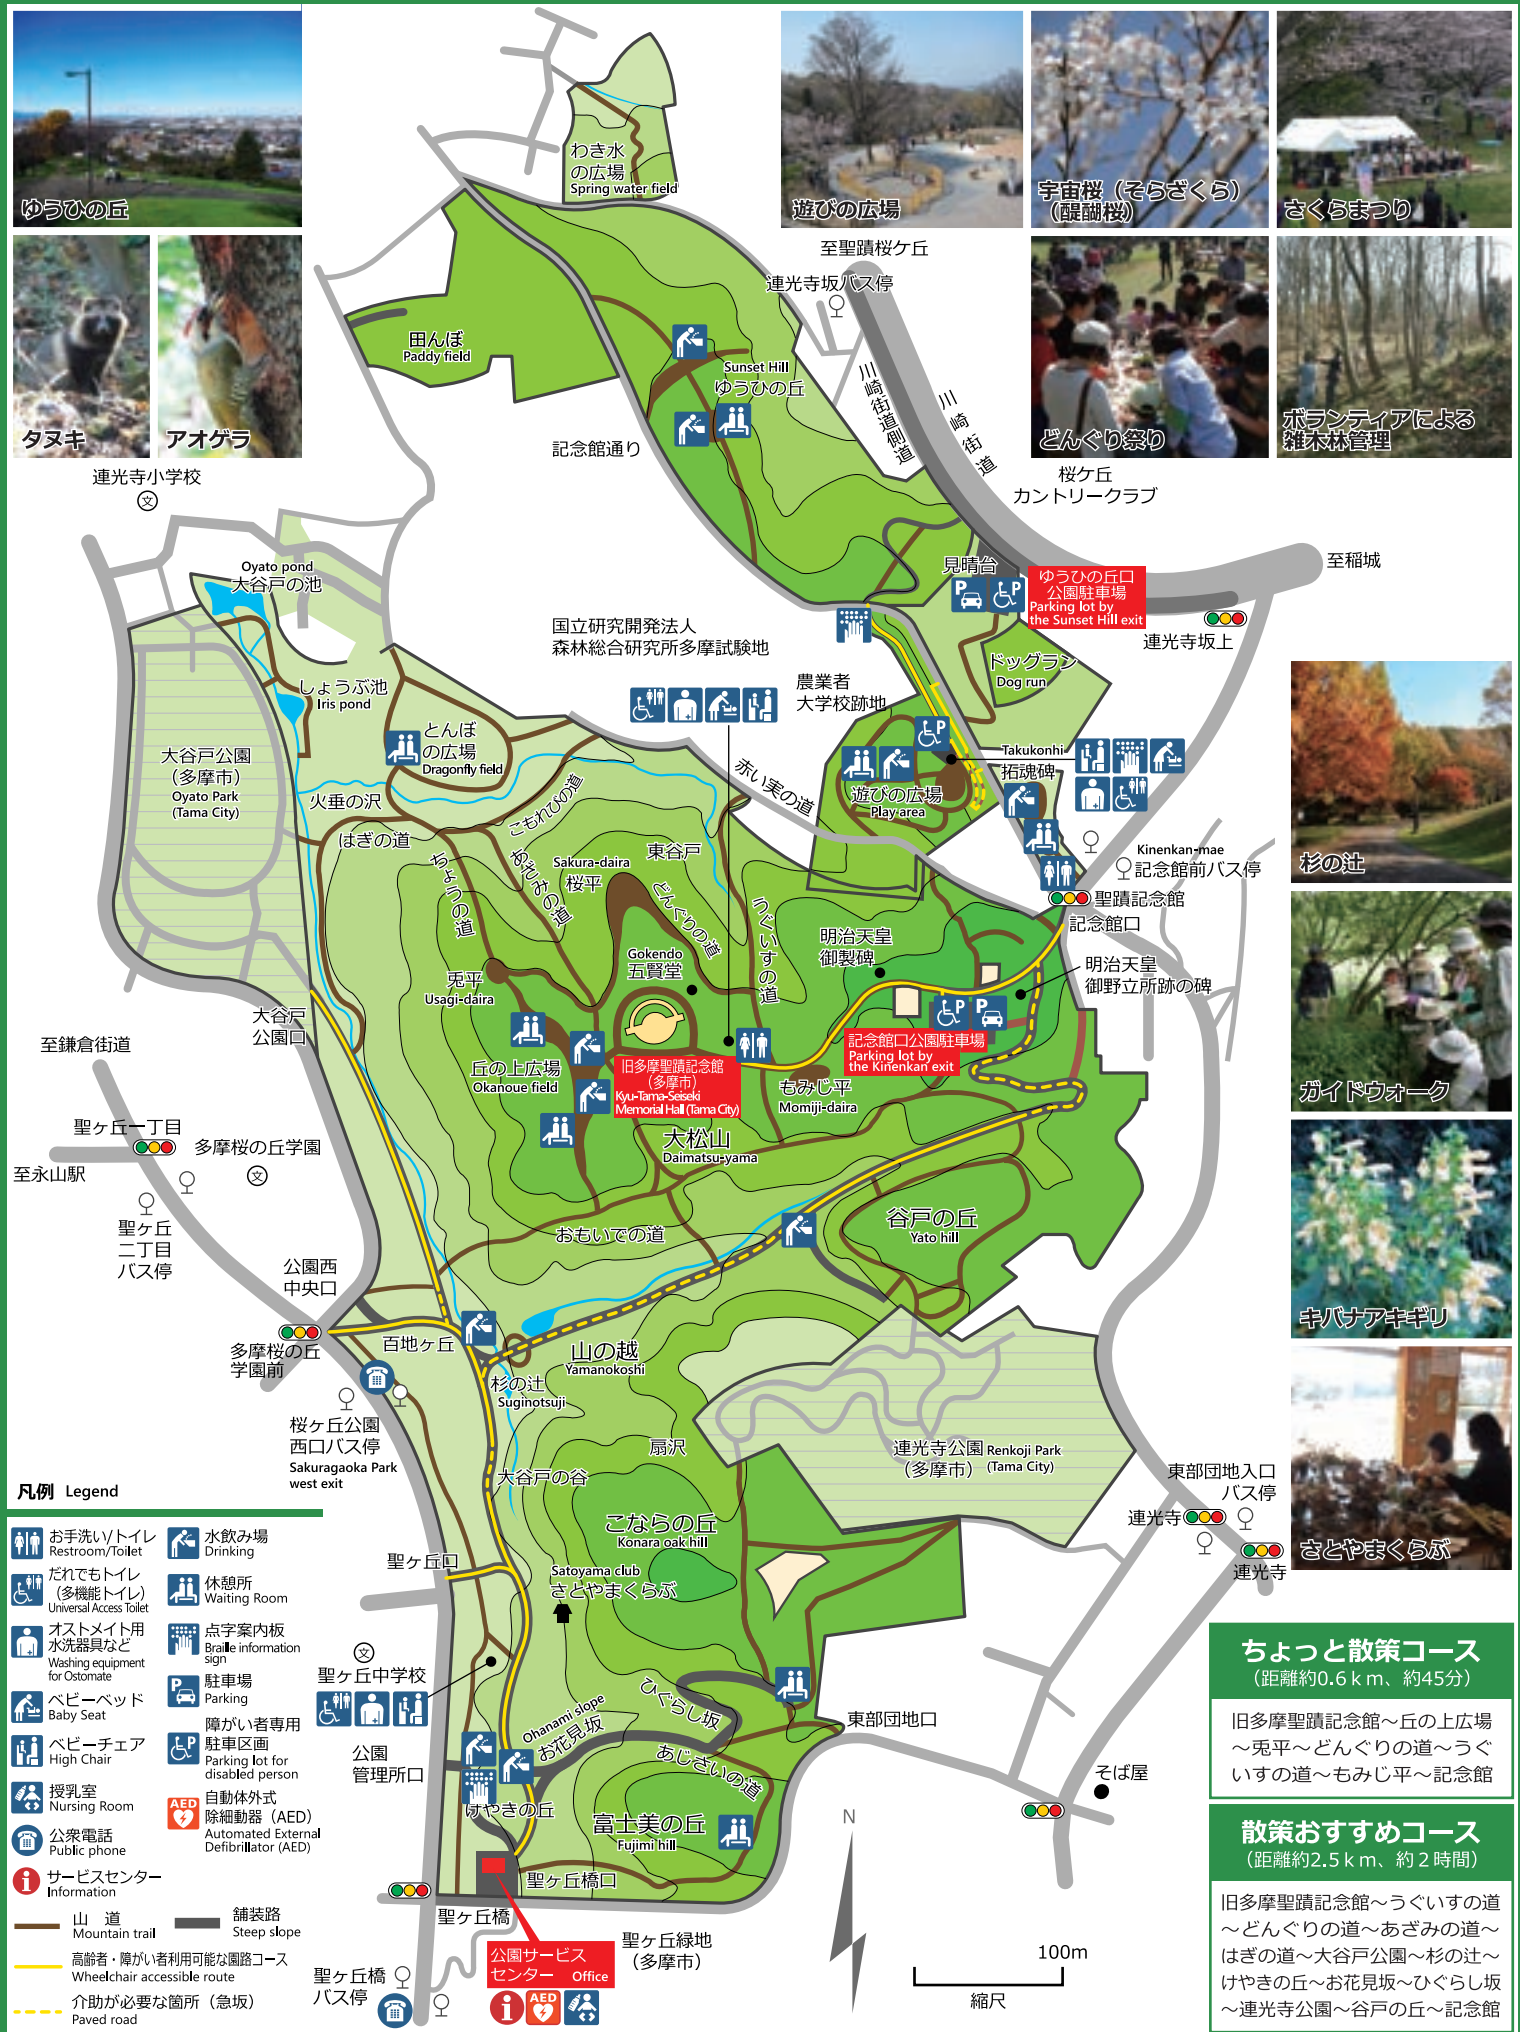 ゆうひの丘
遊びの広場
宇宙桜（そらざくら）
（醍醐桜）
さくらまつり
タヌキ
アオゲラ
どんぐり祭り
ボランティアによる
雑木林管理
わき水
の広場
Spring water field
至聖蹟桜ケ丘
連光寺坂バス停
川崎街道側道
川崎街道
田んぼ
Paddy field
Sunset Hill
ゆうひの丘
記念館通り
桜ケ丘
カントリークラブ
連光寺小学校
文
Oyato pond
大谷戸の池
見晴台
P
P
ゆうひの丘口
公園駐車場
Parking lot by
the Sunset Hill exit
至稲城
連光寺坂上
国立研究開発法人
森林総合研究所多摩試験地
ドッグラン
Dog run
農業者
大学校跡地
しょうぶ池
Iris pond
とんぼ
の広場
Dragonfly field
大谷戸公園
（多摩市）
Oyato Park
(Tama City)
火垂の沢
はぎの道
こもれびの道
赤い実の道
P
Takukonhi
拓魂碑
遊びの広場
Play area
Kinenkan-mae
記念館前バス停
聖蹟記念館
記念館口
ちょうの道
あざみの道
Sakura-daira
桜平
東谷戸
どんぐりの道
うぐいすの道
明治天皇
御製碑
明治天皇
御野立所跡の碑
Gokendo
五賢堂
兎平
Usagi-daira
大谷戸
公園口
丘の上広場
Okanoue field
旧多摩聖蹟記念館
（多摩市）
Kyu-Tama-Seiseki
Memorial Hall (Tama City)
P
P
記念館口公園駐車場
Parking lot by
the Kinenkan exit
もみじ平
Momiji-daira
至鎌倉街道
聖ヶ丘一丁目
多摩桜の丘学園
文
至永山駅
聖ヶ丘
二丁目
バス停
大松山
Daimatsu-yama
おもいでの道
谷戸の丘
Yato hill
公園西
中央口
多摩桜の丘
学園前
百地ヶ丘
山の越
Yamanokoshi
杉の辻
Suginotsuji
桜ヶ丘公園
西口バス停
Sakuragaoka Park
west exit
扇沢
大谷戸の谷
連光寺公園 Renkoji Park
（多摩市） (Tama City)
こならの丘
Konara oak hill
聖ヶ丘口
Satoyama club
さとやまくらぶ
東部団地入口
バス停
連光寺
連光寺
文
聖ヶ丘中学校
公園
管理所口
Ohanami slope
お花見坂
ひぐらし坂
あじさいの道
東部団地口
そば屋
けやきの丘
富士美の丘
Fujimi hill
聖ヶ丘橋口
聖ヶ丘橋
聖ヶ丘緑地
（多摩市）
公園サービス
センター Office
i
AED
聖ヶ丘橋
バス停
N
100m
縮尺
杉の辻
ガイドウォーク
キバナアキギリ
さとやまくらぶ
凡例 Legend
お手洗い/トイレ
Restroom/Toilet
だれでもトイレ
（多機能トイレ）
Universal Access Toilet
オストメイト用
水洗器具など
Washing equipment
for Ostomate
ベビーベッド
Baby Seat
ベビーチェア
High Chair
授乳室
Nursing Room
公衆電話
Public phone
i
サービスセンター
Information
水飲み場
Drinking
休憩所
Waiting Room
点字案内板
Braille information
sign
P
駐車場
Parking
P
障がい者専用
駐車区画
Parking lot for
disabled person
AED
自動体外式
除細動器（AED）
Automated External
Defibrillator (AED)
山　道
Mountain trail
舗装路
Steep slope
高齢者・障がい者利用可能な園路コース
Wheelchair accessible route
介助が必要な箇所（急坂）
Paved road
ちょっと散策コース
（距離約0.6ｋｍ、約45分）
旧多摩聖蹟記念館～丘の上広場
～兎平～どんぐりの道～うぐ
いすの道～もみじ平～記念館
散策おすすめコース
（距離約2.5ｋｍ、約２時間）
旧多摩聖蹟記念館～うぐいすの道
～どんぐりの道～あざみの道～
はぎの道～大谷戸公園～杉の辻～
けやきの丘～お花見坂～ひぐらし坂
～連光寺公園～谷戸の丘～記念館